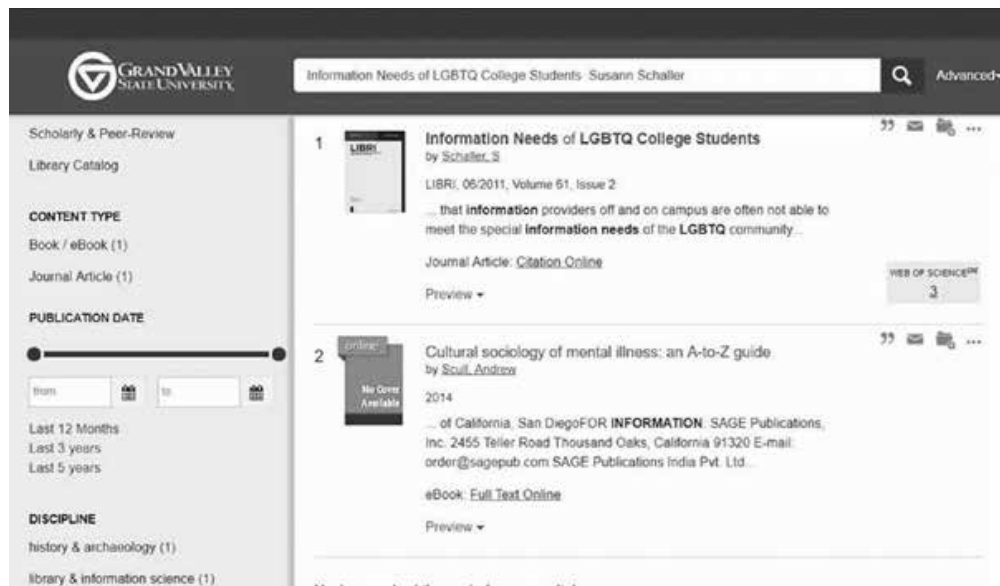 GRAND VALLEY
STATE UNIVERSITY
Information Needs of LGBTQ College Students Susann Schaller
Advanced
Scholarly & Peer-Review
Library Catalog
CONTENT TYPE
Book / eBook (1)
Journal Article (1)
PUBLICATION DATE
from
to
Last 12 Months
Last 3 years
Last 5 years
DISCIPLINE
history & archaeology (1)
library & information science (1)
1
LIBRI
Information Needs of LGBTQ College Students
by Schaller, S
LIBRI, 06/2011, Volume 61, Issue 2
... that information providers off and on campus are often not able to
meet the special information needs of the LGBTQ community...
Journal Article: Citation Online
Preview
WEB OF SCIENCE
3
2
online
No Cover
Available
Cultural sociology of mental illness: an A-to-Z guide
by Scull, Andrew
2014
... of California, San DiegoFOR INFORMATION: SAGE Publications,
Inc. 2455 Teller Road Thousand Oaks, California 91320 E-mail:
order@sagepub.com SAGE Publications India Pvt. Ltd...
eBook: Full Text Online
Preview